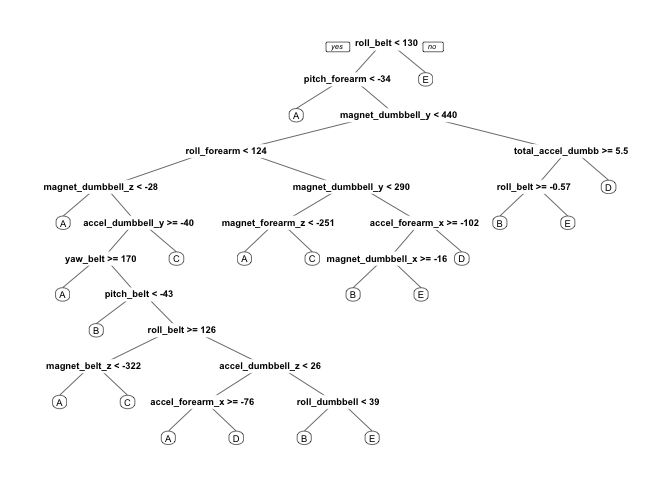 yes roll_belt < 130 no
pitch_forearm < -34 E
A magnet_dumbbell_y < 440
roll_forearm < 124 total_accel_dumbb >= 5.5
magnet_dumbbell_z < -28 magnet_dumbbell_y < 290 roll_belt >= -0.57 D
A accel_dumbbell_y >= -40 magnet_forearm_z < -251 accel_forearm_x >= -102 B E
yaw_belt >= 170 C A C magnet_dumbbell_x >= -16 D
A pitch_belt < -43 B E
B roll_belt >= 126
magnet_belt_z < -322 accel_dumbbell_z < 26
A C accel_forearm_x >= -76 roll_dumbbell < 39
A D B E